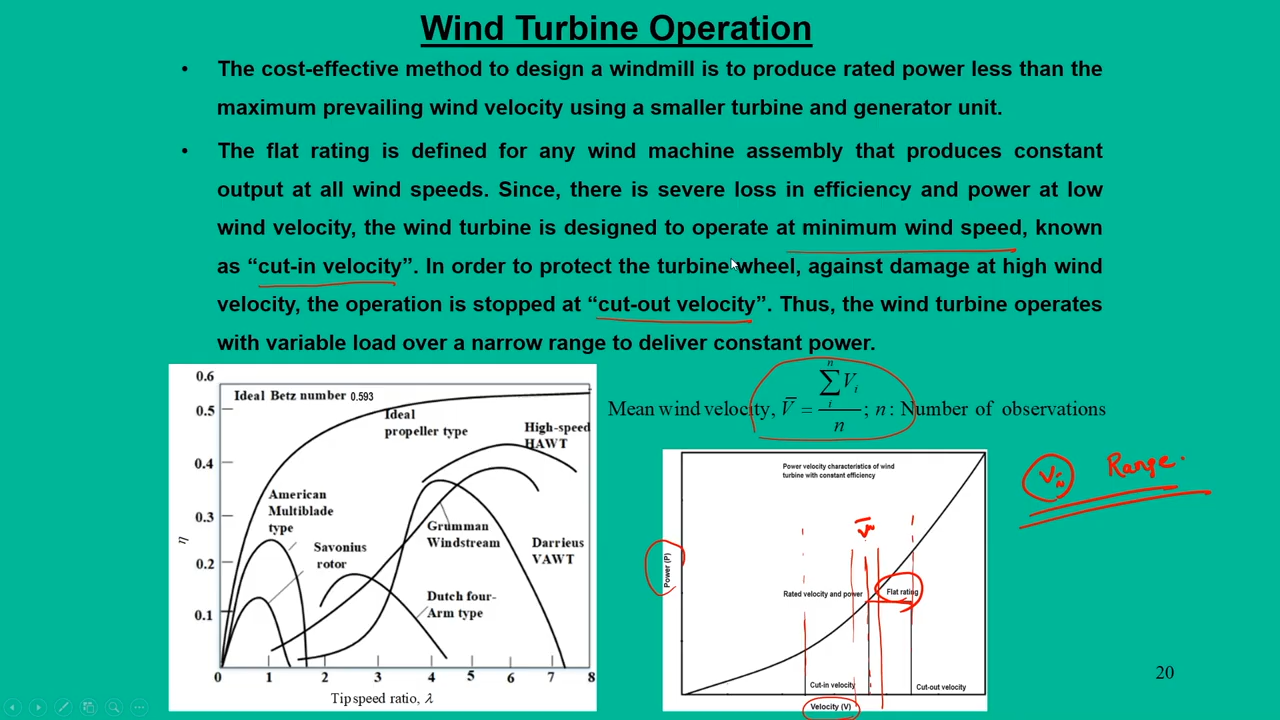 Wind Turbine Operation
• The cost-effective method to design a windmill is to produce rated power less than the
maximum prevailing wind velocity using a smaller turbine and generator unit.
• The flat rating is defined for any wind machine assembly that produces constant
output at all wind speeds. Since, there is severe loss in efficiency and power at low
wind velocity, the wind turbine is designed to operate at minimum wind speed, known
as “cut-in velocity”. In order to protect the turbine wheel, against damage at high wind
velocity, the operation is stopped at “cut-out velocity”. Thus, the wind turbine operates
with variable load over a narrow range to deliver constant power.
0.6
0.5
0.4
0.3
0.2
0.1
η
Ideal Betz number 0.593
Ideal
propeller type
High-speed
HAWT
American
Multiblade
type
Savonius
rotor
Grumman
Windstream
Darrieus
VAWT
Dutch four-
Arm type
0 1 2 3 4 5 6 7 8
Tip speed ratio, λ
Mean wind velocity, V̄ = ∑ᵢⁿ Vᵢ / n ; n : Number of observations
Power velocity characteristics of wind
turbine with constant efficiency
Power (P)
V̄
Rated velocity and power
Flat rating
Cut-in velocity
Cut-out velocity
Velocity (V)
Range.
20